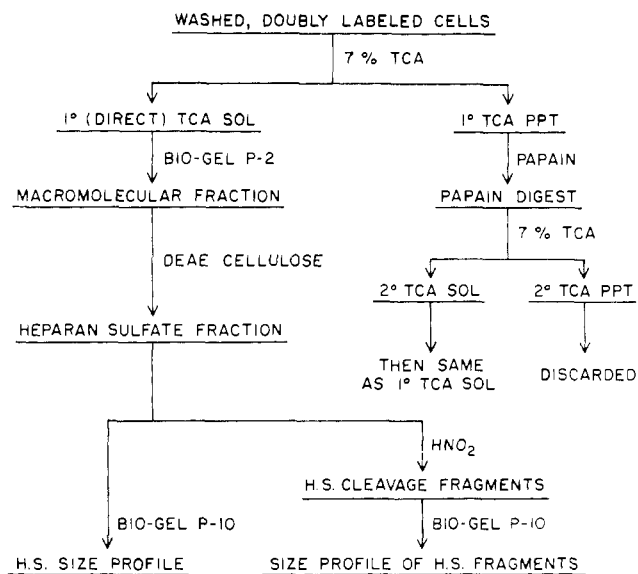 WASHED, DOUBLY LABELED CELLS
7 % TCA
1° (DIRECT) TCA SOL
1° TCA PPT
BIO-GEL P-2
PAPAIN
MACROMOLECULAR FRACTION
PAPAIN DIGEST
7 % TCA
DEAE CELLULOSE
2° TCA SOL
2° TCA PPT
HEPARAN SULFATE FRACTION
THEN SAME
AS 1° TCA SOL
DISCARDED
HNO2
H.S. CLEAVAGE FRAGMENTS
BIO-GEL P-10
BIO-GEL P-10
H.S. SIZE PROFILE
SIZE PROFILE OF H.S. FRAGMENTS